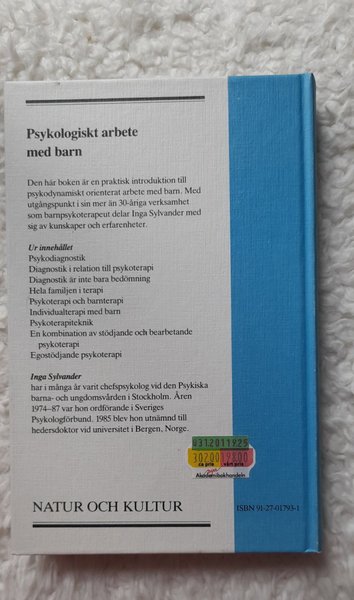 Psykologiskt arbete
med barn
Den här boken är en praktisk introduktion till
psykodynamiskt orienterat arbete med barn. Med
utgångspunkt i sin mer än 30-åriga verksamhet
som barnpsykoterapeut delar Inga Sylvander med
sig av kunskaper och erfarenheter.
Ur innehållet
Psykodiagnostik
Diagnostik i relation till psykoterapi
Diagnostik är inte bara bedömning
Hela familjen i terapi
Psykoterapi och barnterapi
Individualterapi med barn
Psykoterapiteknik
En kombination av stödjande och bearbetande
psykoterapi
Egostödjande psykoterapi
Inga Sylvander
har i många år varit chefspsykolog vid den Psykiska
barna- och ungdomsvården i Stockholm. Åren
1974–87 var hon ordförande i Sveriges
Psykologförbund. 1985 blev hon utnämnd till
hedersdoktor vid universitet i Bergen, Norge.
ca pris vårt pris
Akademibokhandeln
NATUR OCH KULTUR
ISBN 91-27-01793-1